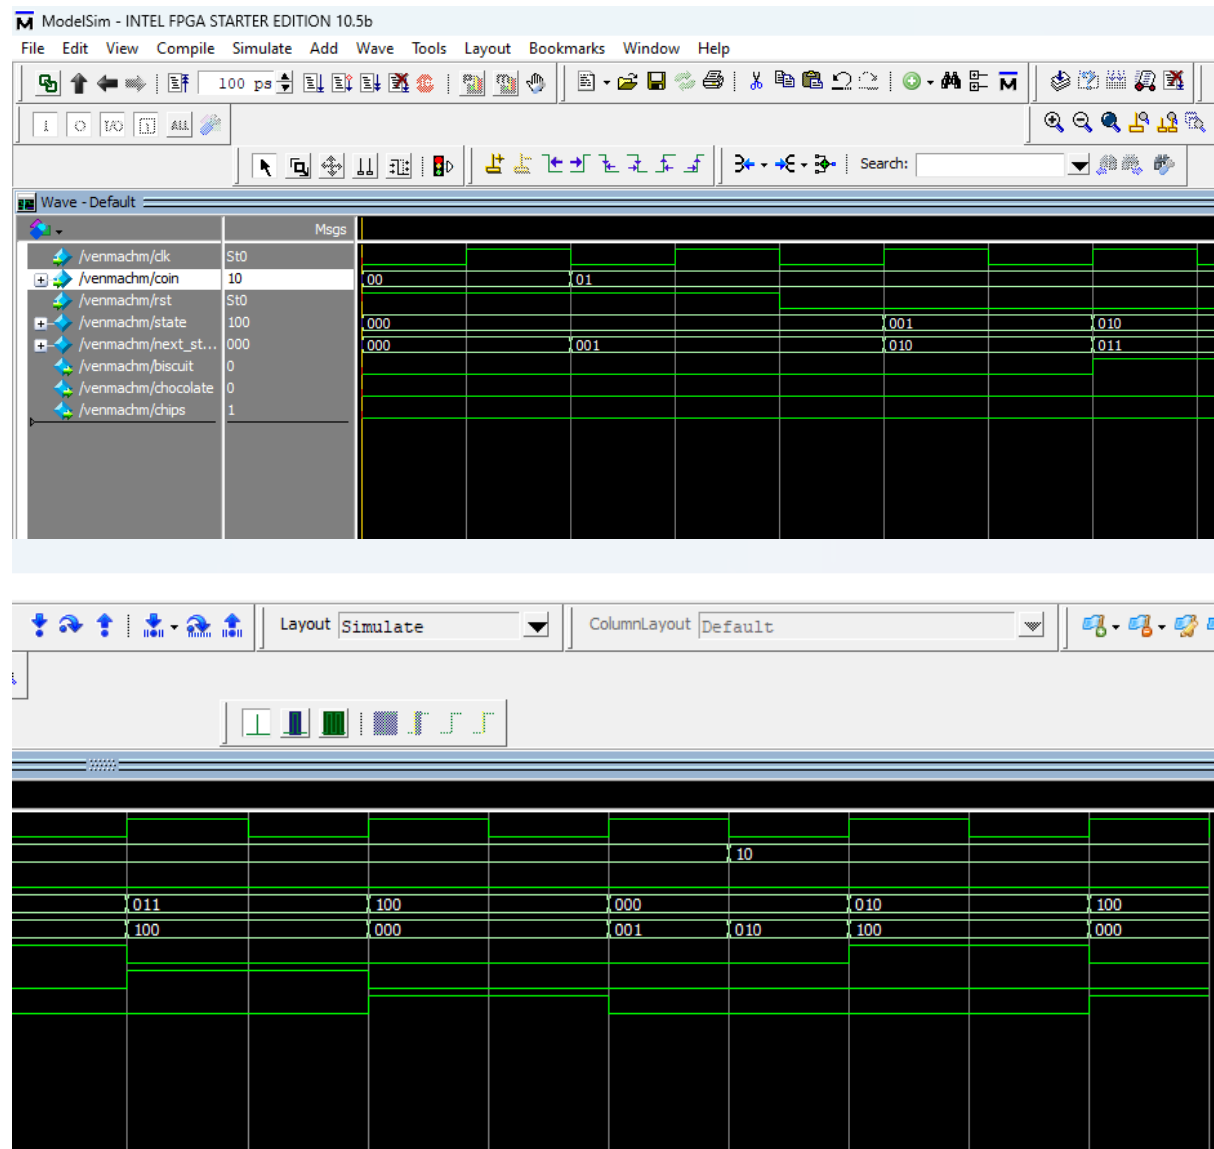 ModelSim - INTEL FPGA STARTER EDITION 10.5b
File Edit View Compile Simulate Add Wave Tools Layout Bookmarks Window Help
100 ps
ALL
Search:
Wave - Default
Msgs
/venmachm/clk St0
/venmachm/coin 10 00 01
/venmachm/rst St0
/venmachm/state 100 000 001 010
/venmachm/next_st... 000 000 001 010 011
/venmachm/biscuit 0
/venmachm/chocolate 0
/venmachm/chips 1
Layout Simulate ColumnLayout Default
10
011 100 000 010 100
100 000 001 010 100 000